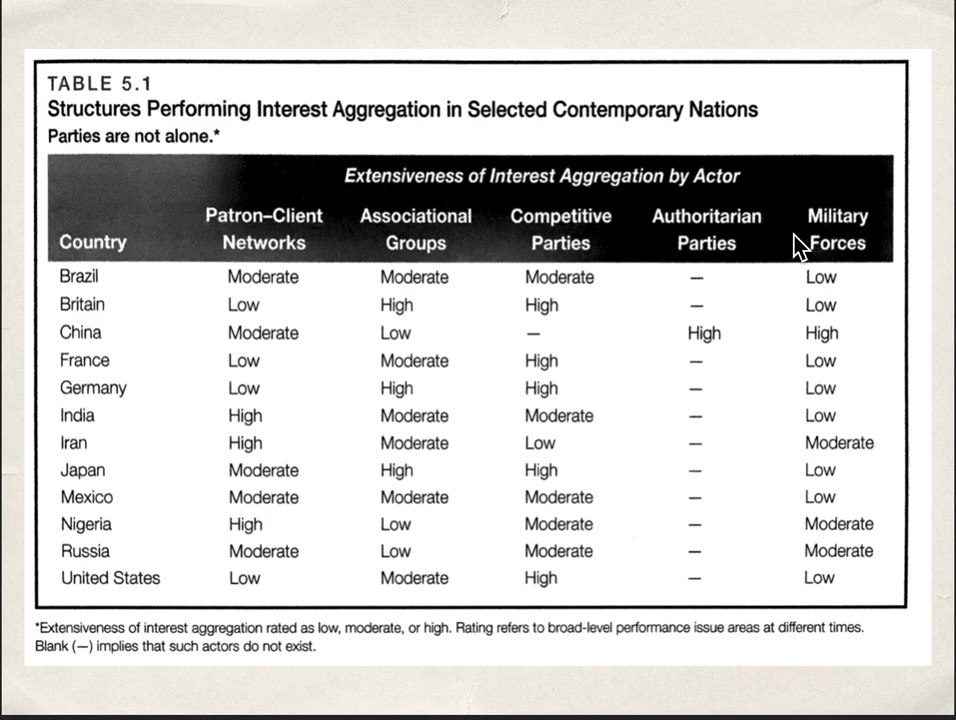 TABLE 5.1
Structures Performing Interest Aggregation in Selected Contemporary Nations
Parties are not alone.*
Extensiveness of Interest Aggregation by Actor
Patron–Client Associational Competitive Authoritarian Military
Country Networks Groups Parties Parties Forces
Brazil Moderate Moderate Moderate — Low
Britain Low High High — Low
China Moderate Low — High High
France Low Moderate High — Low
Germany Low High High — Low
India High Moderate Moderate — Low
Iran High Moderate Low — Moderate
Japan Moderate High High — Low
Mexico Moderate Moderate Moderate — Low
Nigeria High Low Moderate — Moderate
Russia Moderate Low Moderate — Moderate
United States Low Moderate High — Low
*Extensiveness of interest aggregation rated as low, moderate, or high. Rating refers to broad-level performance issue areas at different times.
Blank (—) implies that such actors do not exist.